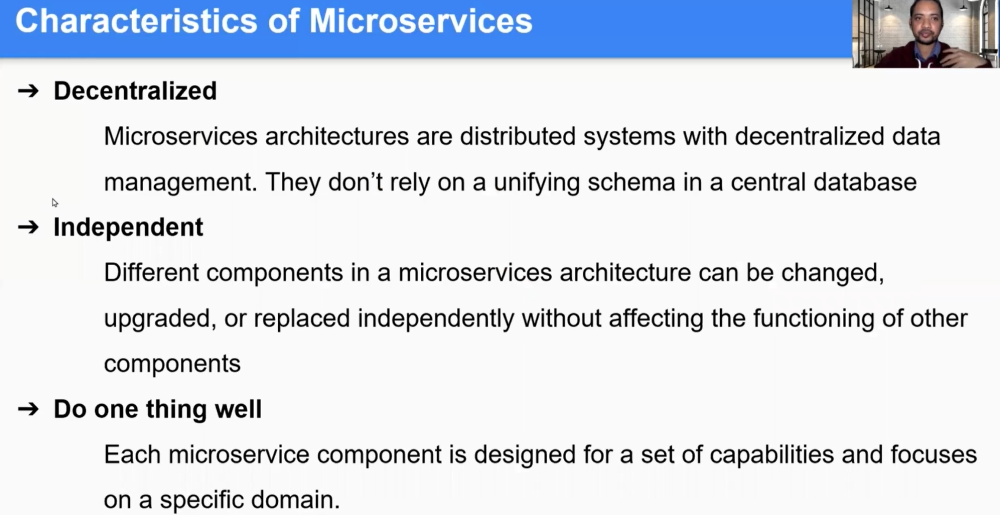 Characteristics of Microservices
➔ Decentralized
Microservices architectures are distributed systems with decentralized data
management. They don’t rely on a unifying schema in a central database
➔ Independent
Different components in a microservices architecture can be changed,
upgraded, or replaced independently without affecting the functioning of other
components
➔ Do one thing well
Each microservice component is designed for a set of capabilities and focuses
on a specific domain.